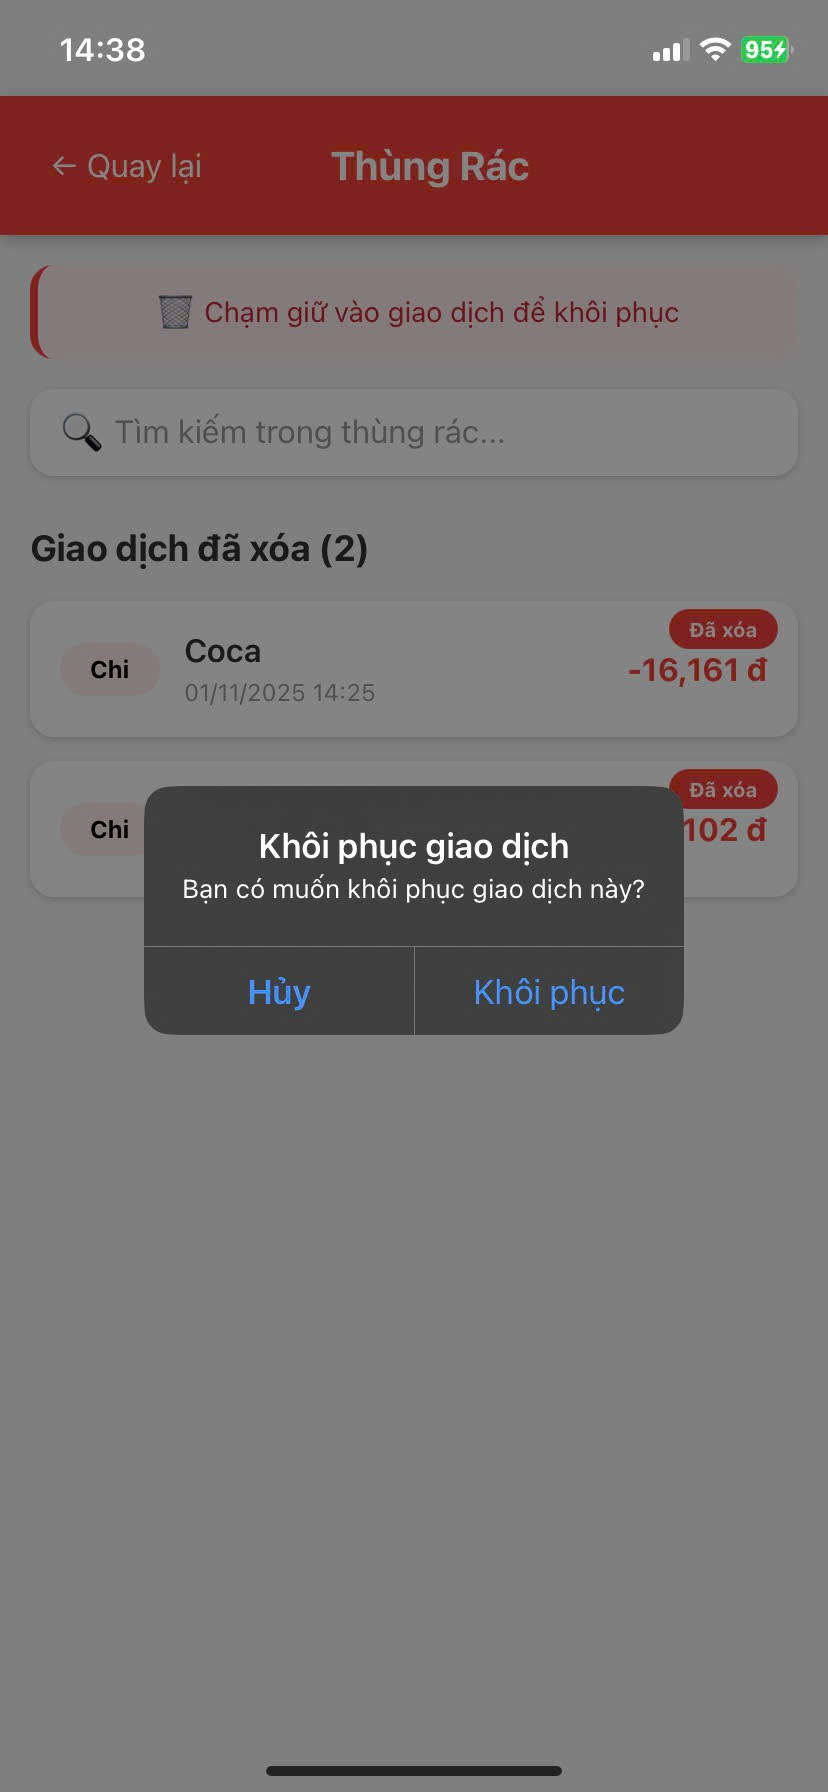 14:38
95
← Quay lại
Thùng Rác
Chạm giữ vào giao dịch để khôi phục
Tìm kiếm trong thùng rác...
Giao dịch đã xóa (2)
Đã xóa
Chi
Coca
-16,161 đ
01/11/2025 14:25
Đã xóa
Chi
102 đ
Khôi phục giao dịch
Bạn có muốn khôi phục giao dịch này?
Hủy
Khôi phục